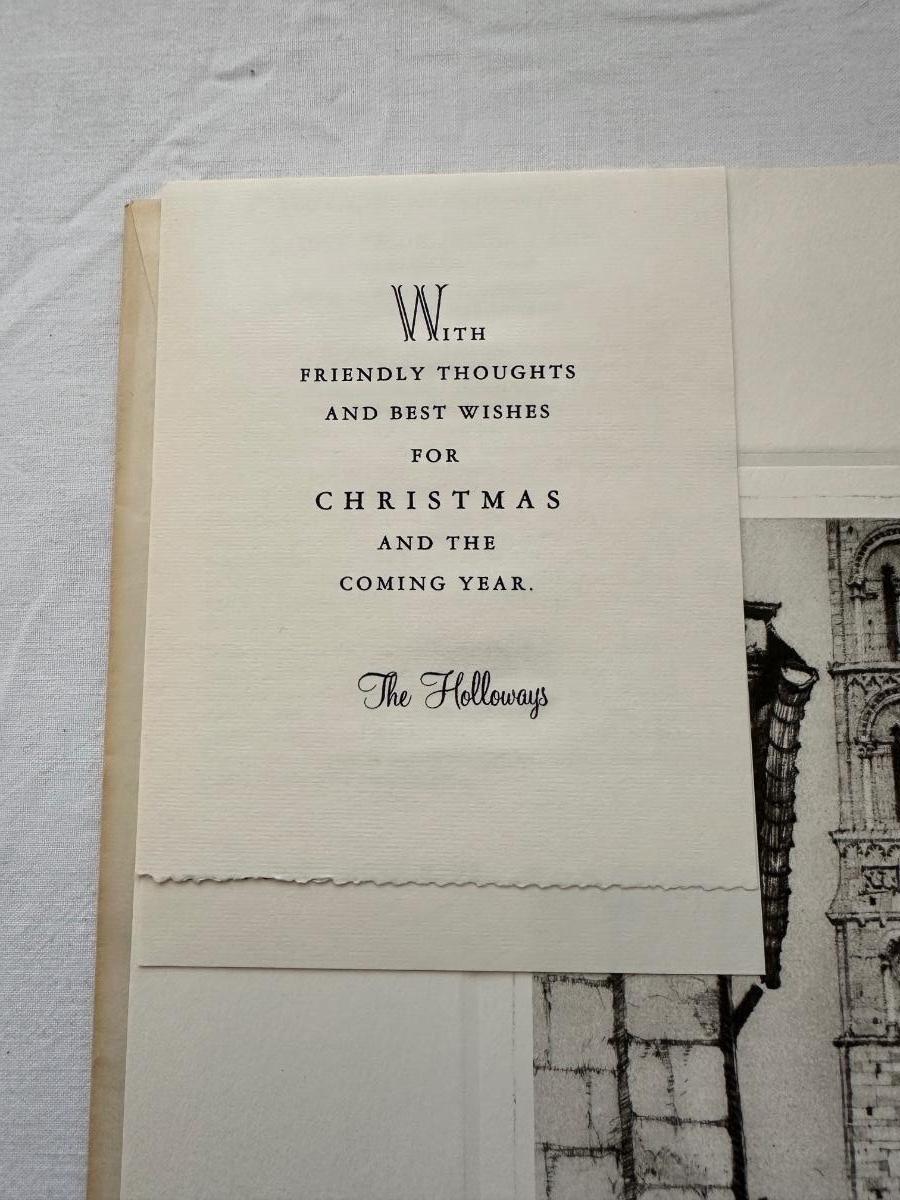 WITH
FRIENDLY THOUGHTS
AND BEST WISHES
FOR
CHRISTMAS
AND THE
COMING YEAR.
The Holloways